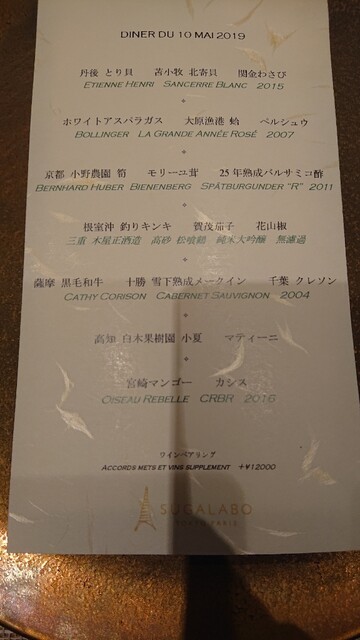 DINER DU 10 MAI 2019
丹後 とり貝　苫小牧 北寄貝　関金わさび
ETIENNE HENRI SANCERRE BLANC 2015
ホワイトアスパラガス　大原漁港 蛤　ペルシュウ
BOLLINGER LA GRANDE ANNÉE ROSÉ 2007
京都 小野農園 筍　モリーユ茸　25年熟成バルサミコ酢
BERNHARD HUBER BIENENBERG SPÄTBURGUNDER "R" 2011
根室沖 釣りキンキ　賀茂茄子　花山椒
三重 木屋正酒造 高砂 松喰鶴 純米大吟醸 無濾過
薩摩 黒毛和牛　十勝 雪下熟成メークイン　千葉 クレソン
CATHY CORISON CABERNET SAUVIGNON 2004
高知 白木果樹園 小夏　マティーニ
宮崎マンゴー　カシス
OISEAU REBELLE CRBR 2016
ワインペアリング
ACCORDS METS ET VINS SUPPLEMENT +¥12000
SUGALABO
TOKYO PARIS